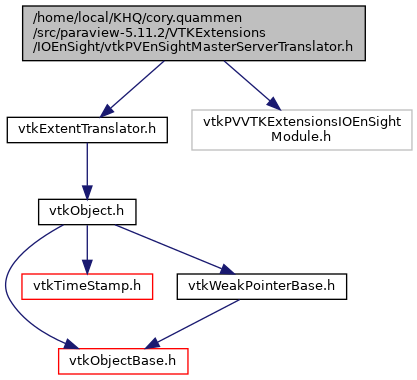 /home/local/KHQ/cory.quammen
/src/paraview-5.11.2/VTKExtensions
/IOEnSight/vtkPVEnSightMasterServerTranslator.h
vtkExtentTranslator.h
vtkPVVTKExtensionsIOEnSight
Module.h
vtkObject.h
vtkTimeStamp.h
vtkWeakPointerBase.h
vtkObjectBase.h